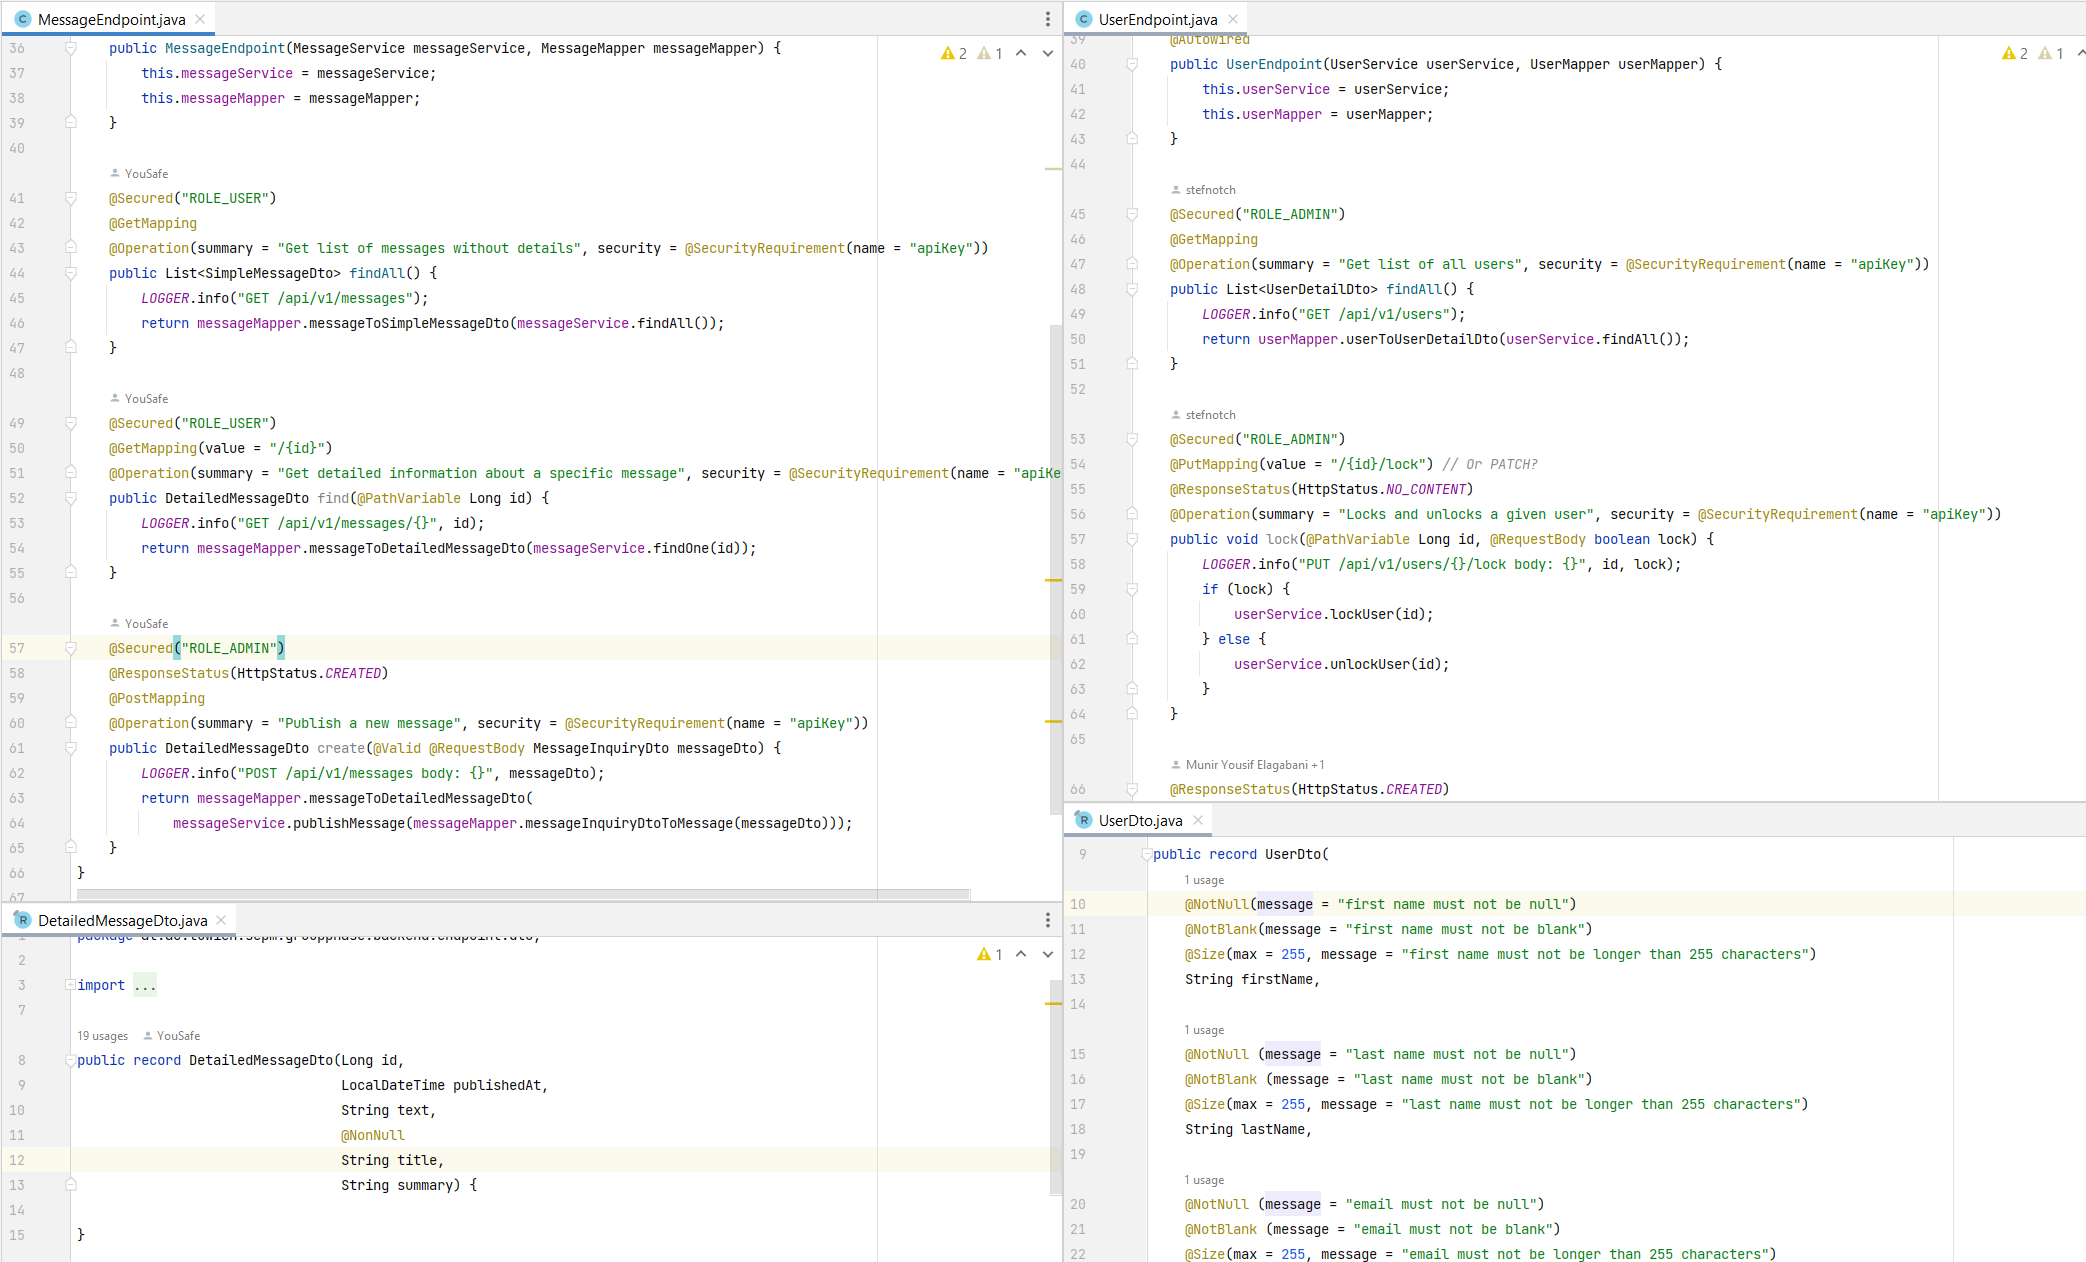 MessageEndpoint.java
2 1
36 public MessageEndpoint(MessageService messageService, MessageMapper messageMapper) {
37 this.messageService = messageService;
38 this.messageMapper = messageMapper;
39 }
40
YouSafe
41 @Secured("ROLE_USER")
42 @GetMapping
43 @Operation(summary = "Get list of messages without details", security = @SecurityRequirement(name = "apiKey"))
44 public List<SimpleMessageDto> findAll() {
45 LOGGER.info("GET /api/v1/messages");
46 return messageMapper.messageToSimpleMessageDto(messageService.findAll());
47 }
48
YouSafe
49 @Secured("ROLE_USER")
50 @GetMapping(value = "/{id}")
51 @Operation(summary = "Get detailed information about a specific message", security = @SecurityRequirement(name = "apiKe
52 public DetailedMessageDto find(@PathVariable Long id) {
53 LOGGER.info("GET /api/v1/messages/{}", id);
54 return messageMapper.messageToDetailedMessageDto(messageService.findOne(id));
55 }
56
YouSafe
57 @Secured("ROLE_ADMIN")
58 @ResponseStatus(HttpStatus.CREATED)
59 @PostMapping
60 @Operation(summary = "Publish a new message", security = @SecurityRequirement(name = "apiKey"))
61 public DetailedMessageDto create(@Valid @RequestBody MessageInquiryDto messageDto) {
62 LOGGER.info("POST /api/v1/messages body: {}", messageDto);
63 return messageMapper.messageToDetailedMessageDto(
64 messageService.publishMessage(messageMapper.messageInquiryDtoToMessage(messageDto)));
65 }
66 }
67
DetailedMessageDto.java
1
1 package at.ac.tuwien.sepm.groupphase.backend.endpoint.dto;
2
3 import ...
7
19 usages YouSafe
8 public record DetailedMessageDto(Long id,
9 LocalDateTime publishedAt,
10 String text,
11 @NonNull
12 String title,
13 String summary) {
14
15 }
UserEndpoint.java
2 1
39 @Autowired
40 public UserEndpoint(UserService userService, UserMapper userMapper) {
41 this.userService = userService;
42 this.userMapper = userMapper;
43 }
44
stefnotch
45 @Secured("ROLE_ADMIN")
46 @GetMapping
47 @Operation(summary = "Get list of all users", security = @SecurityRequirement(name = "apiKey"))
48 public List<UserDetailDto> findAll() {
49 LOGGER.info("GET /api/v1/users");
50 return userMapper.userToUserDetailDto(userService.findAll());
51 }
52
stefnotch
53 @Secured("ROLE_ADMIN")
54 @PutMapping(value = "/{id}/lock") // Or PATCH?
55 @ResponseStatus(HttpStatus.NO_CONTENT)
56 @Operation(summary = "Locks and unlocks a given user", security = @SecurityRequirement(name = "apiKey"))
57 public void lock(@PathVariable Long id, @RequestBody boolean lock) {
58 LOGGER.info("PUT /api/v1/users/{}/lock body: {}", id, lock);
59 if (lock) {
60 userService.lockUser(id);
61 } else {
62 userService.unlockUser(id);
63 }
64 }
65
Munir Yousif Elagabani +1
66 @ResponseStatus(HttpStatus.CREATED)
UserDto.java
9 public record UserDto(
1 usage
10 @NotNull(message = "first name must not be null")
11 @NotBlank(message = "first name must not be blank")
12 @Size(max = 255, message = "first name must not be longer than 255 characters")
13 String firstName,
14
1 usage
15 @NotNull (message = "last name must not be null")
16 @NotBlank (message = "last name must not be blank")
17 @Size(max = 255, message = "last name must not be longer than 255 characters")
18 String lastName,
19
1 usage
20 @NotNull (message = "email must not be null")
21 @NotBlank (message = "email must not be blank")
22 @Size(max = 255, message = "email must not be longer than 255 characters")